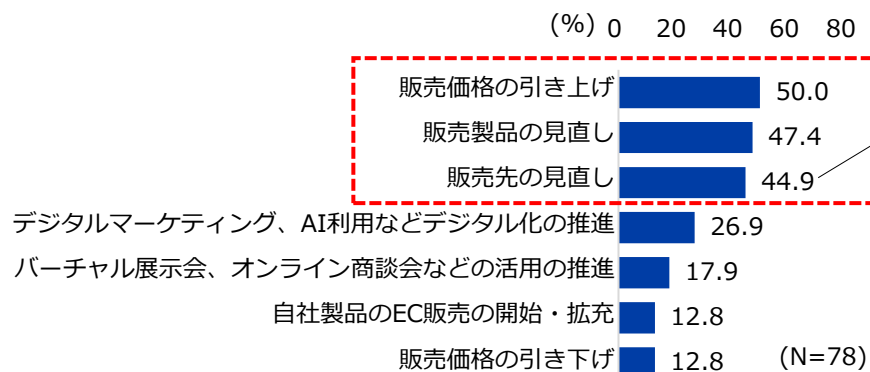 (%) 0 20 40 60 80
販売価格の引き上げ 50.0
販売製品の見直し 47.4
販売先の見直し 44.9
デジタルマーケティング、AI利用などデジタル化の推進 26.9
バーチャル展示会、オンライン商談会などの活用の推進 17.9
自社製品のEC販売の開始・拡充 12.8
販売価格の引き下げ 12.8 (N=78)